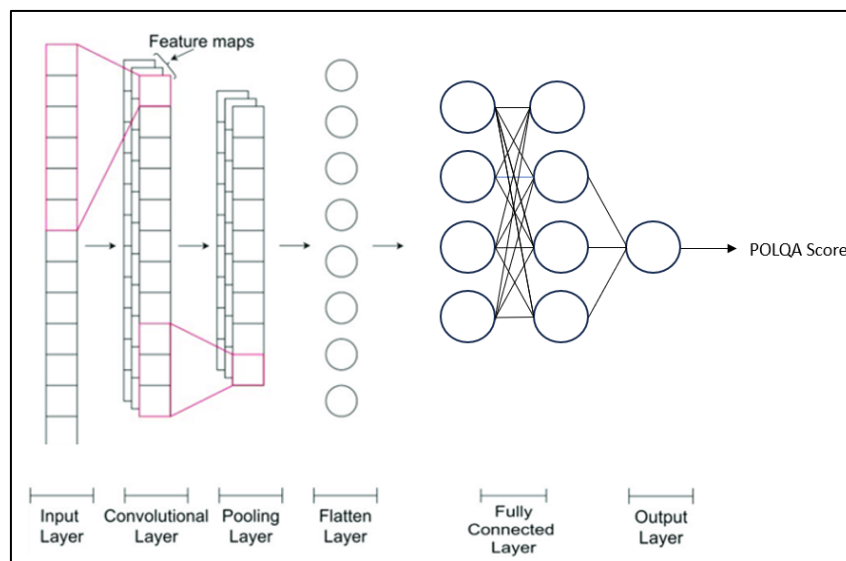 Feature maps
POLQA Score
Input
Layer
Convolutional
Layer
Pooling
Layer
Flatten
Layer
Fully
Connected
Layer
Output
Layer